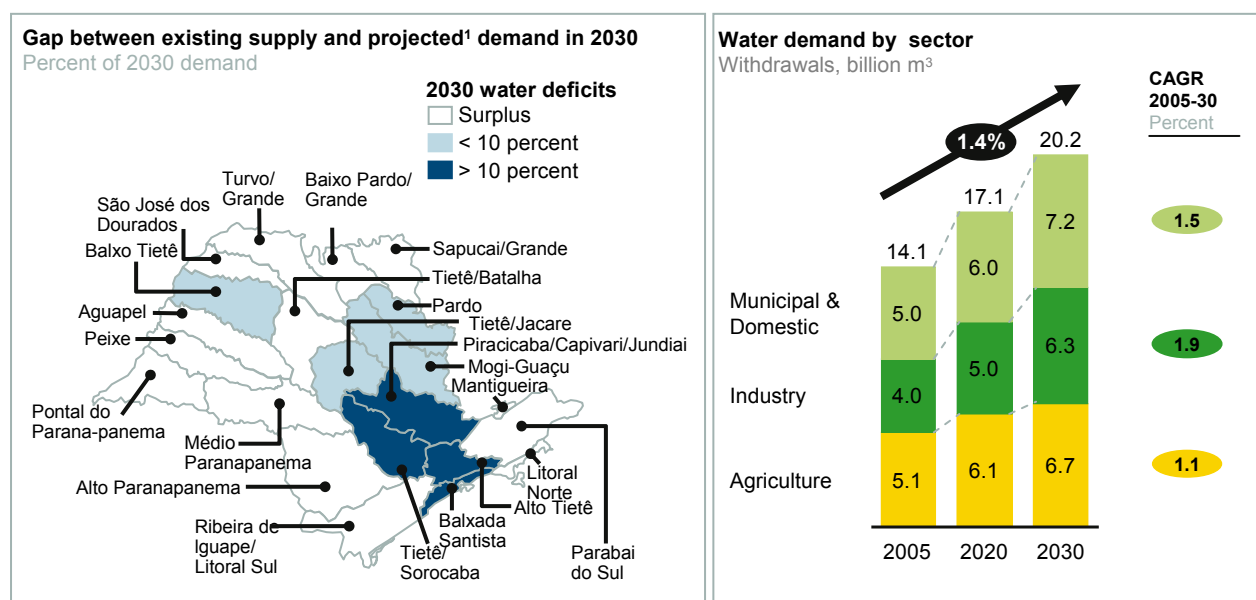 Gap between existing supply and projected¹ demand in 2030
Percent of 2030 demand
2030 water deficits
Surplus
< 10 percent
> 10 percent
Turvo/
Grande
Baixo Pardo/
Grande
São José dos
Dourados
Balxo Tietê
Sapucai/Grande
Tietê/Batalha
Aguapel
Pardo
Peixe
Tietê/Jacare
Piracicaba/Capivari/Jundiai
Mogi-Guaçu
Mantigueira
Pontal do
Parana-panema
Médio
Paranapanema
Alto Paranapanema
Litoral
Norte
Alto Tietê
Balxada
Santista
Ribeira de
Iguape/
Litoral Sul
Tietê/
Sorocaba
Parabai
do Sul
Water demand by sector
Withdrawals, billion m³
CAGR
2005-30
Percent
1.4%
20.2
17.1
14.1
7.2
6.0
5.0
1.5
Municipal &
Domestic
6.3
5.0
4.0
1.9
Industry
6.7
6.1
5.1
1.1
Agriculture
2005
2020
2030